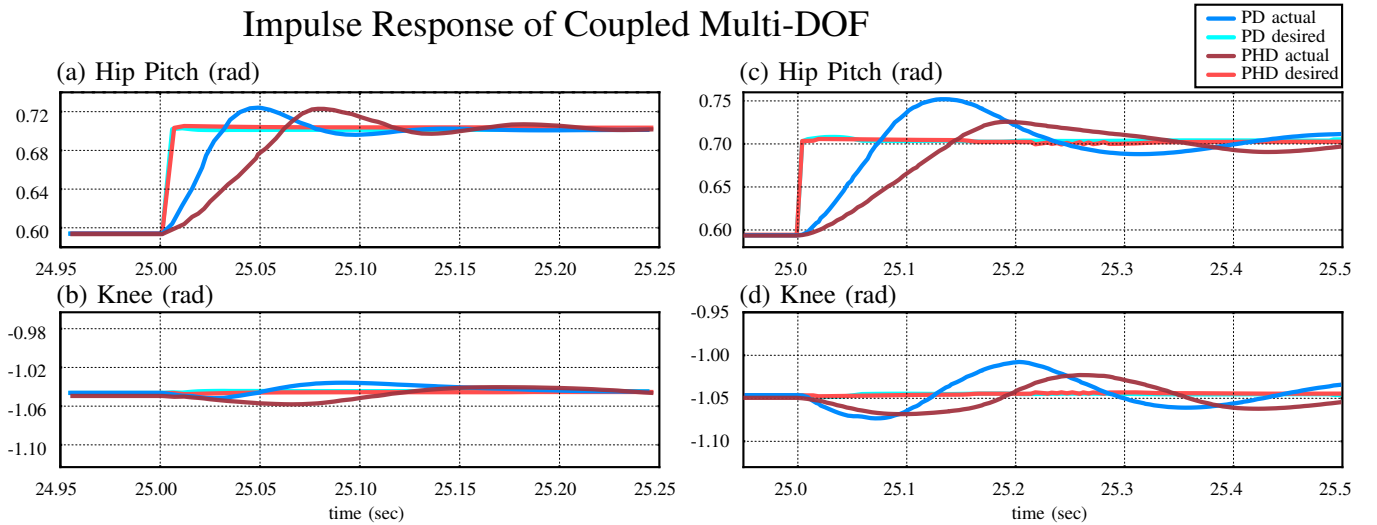 Impulse Response of Coupled Multi-DOF
PD actual
PD desired
PHD actual
PHD desired
(a) Hip Pitch (rad)
0.72
0.68
0.64
0.60
24.95 25.00 25.05 25.10 25.15 25.20 25.25
(c) Hip Pitch (rad)
0.75
0.70
0.65
0.60
25.0 25.1 25.2 25.3 25.4 25.5
(b) Knee (rad)
-0.98
-1.02
-1.06
-1.10
24.95 25.00 25.05 25.10 25.15 25.20 25.25
time (sec)
(d) Knee (rad)
-0.95
-1.00
-1.05
-1.10
25.0 25.1 25.2 25.3 25.4 25.5
time (sec)